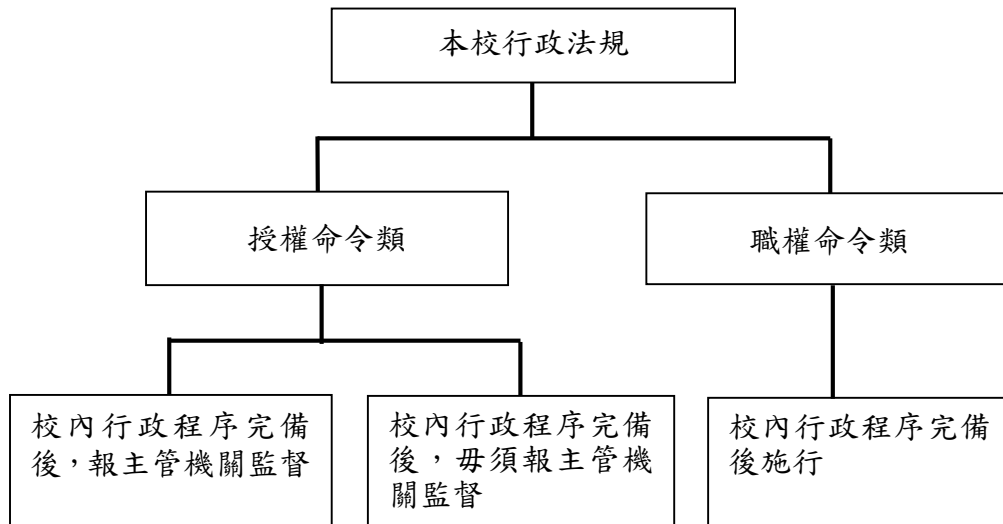 本校行政法規
授權命令類
職權命令類
校內行政程序完備
後，報主管機關監督
校內行政程序完備
後，毋須報主管機
關監督
校內行政程序完備
後施行